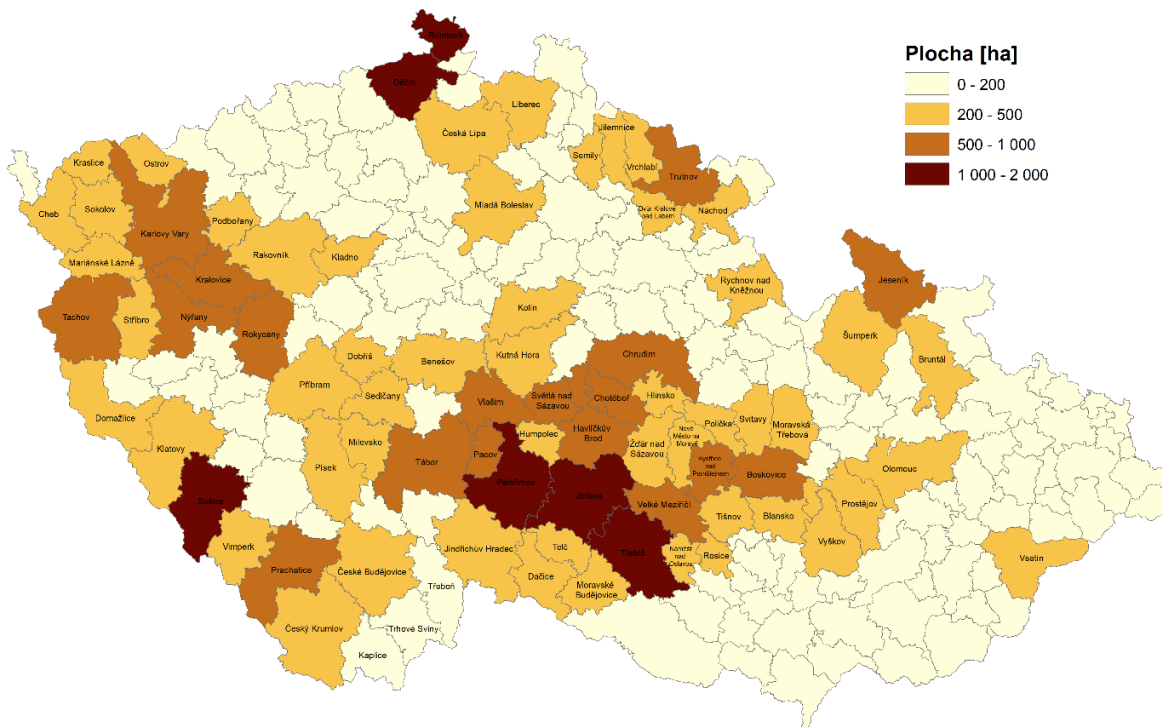 Rumburk
Plocha [ha]
0 - 200
200 - 500
500 - 1 000
1 000 - 2 000
Děčín
Liberec
Česká Lípa
Jilemnice
Semily
Vrchlabí
Trutnov
Kraslice
Ostrov
Mladá Boleslav
Dvůr Králové
nad Labem
Náchod
Cheb
Sokolov
Podbořany
Karlovy Vary
Rakovník
Kladno
Mariánské Lázně
Kralovice
Rychnov nad
Kněžnou
Jeseník
Tachov
Stříbro
Nýřany
Rokycany
Kolín
Šumperk
Kutná Hora
Chrudim
Dobříš
Benešov
Bruntál
Příbram
Sedlčany
Vlašim
Světlá nad
Sázavou
Chotěboř
Hlinsko
Domažlice
Polička
Svitavy
Moravská
Třebová
Klatovy
Milevsko
Humpolec
Havlíčkův
Brod
Žďár nad
Sázavou
Nové
Město na
Moravě
Písek
Tábor
Pacov
Bystřice
nad
Pernštejnem
Boskovice
Olomouc
Sušice
Pelhřimov
Jihlava
Velké Meziříčí
Prostějov
Tišnov
Blansko
Vyškov
Vimperk
Jindřichův Hradec
Telč
Třebíč
Náměšť
nad
Oslavou
Rosice
Vsetín
Prachatice
České Budějovice
Dačice
Moravské
Budějovice
Třeboň
Český Krumlov
Trhové Sviny
Kaplice